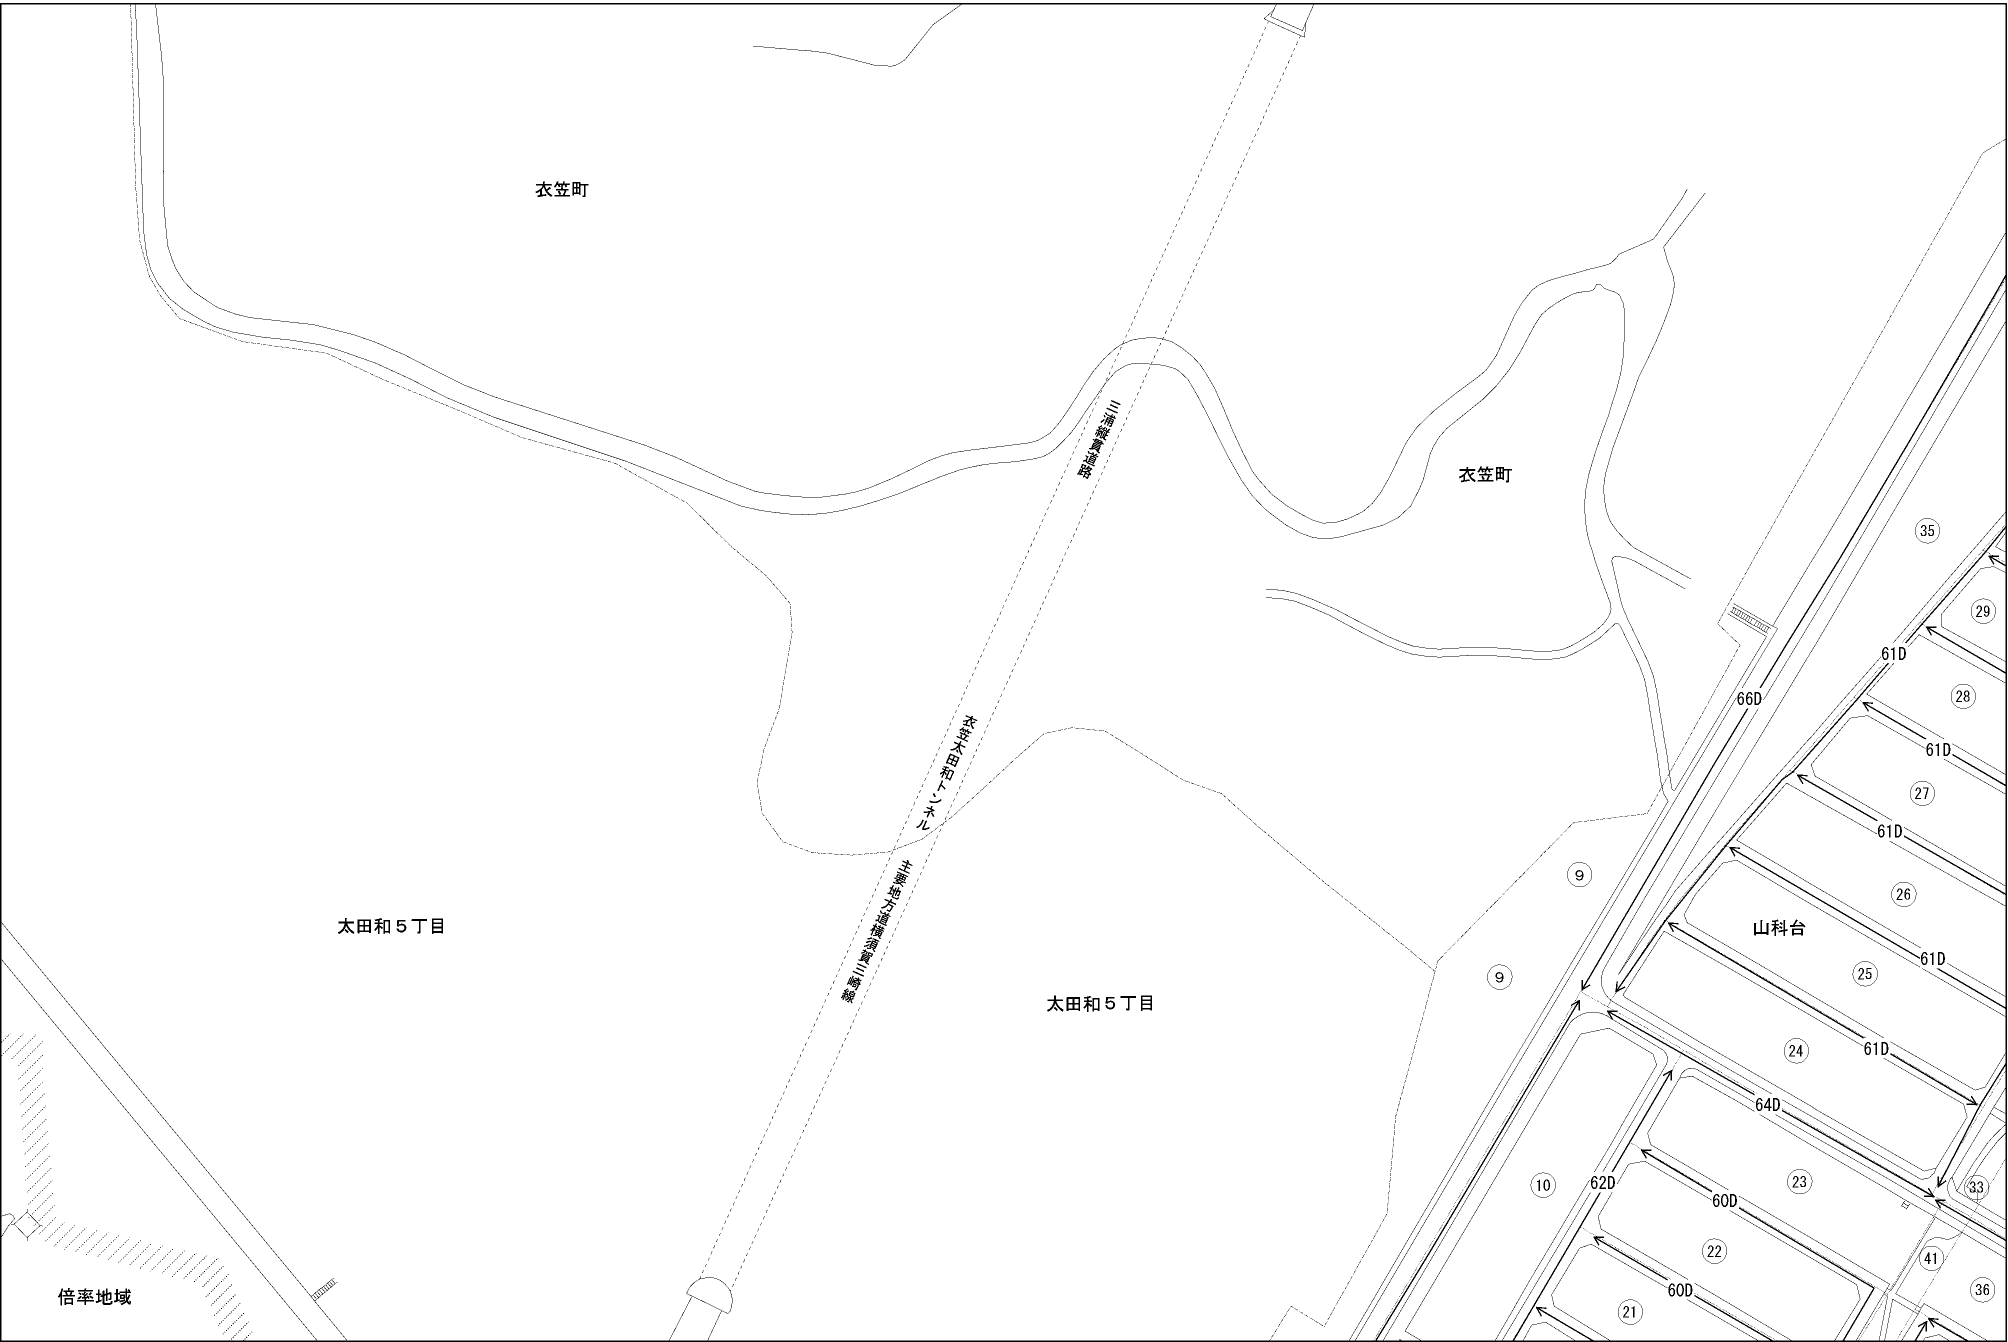 衣笠町
三浦縦貫道路
衣笠町
35
29
61D
28
66D
61D
27
衣笠太田和トンネル
61D
9
26
主要地方道横須賀三崎線
太田和５丁目
山科台
61D
25
9
太田和５丁目
61D
24
64D
10
62D
23
33
60D
22
41
60D
36
倍率地域
21